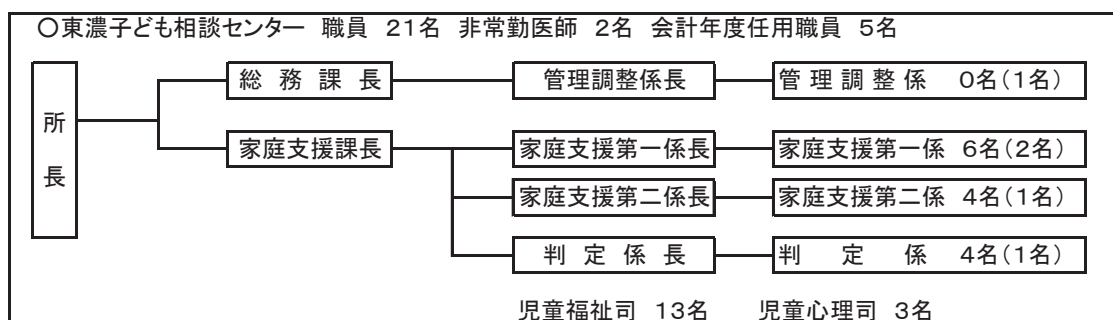 ○東濃子ども相談センター 職員 21名 非常勤医師 2名 会計年度任用職員 5名
所長
総務課長 管理調整係長 管理調整係 0名(1名)
家庭支援課長 家庭支援第一係長 家庭支援第一係 6名(2名)
家庭支援第二係長 家庭支援第二係 4名(1名)
判定係長 判定係 4名(1名)
児童福祉司 13名 児童心理司 3名